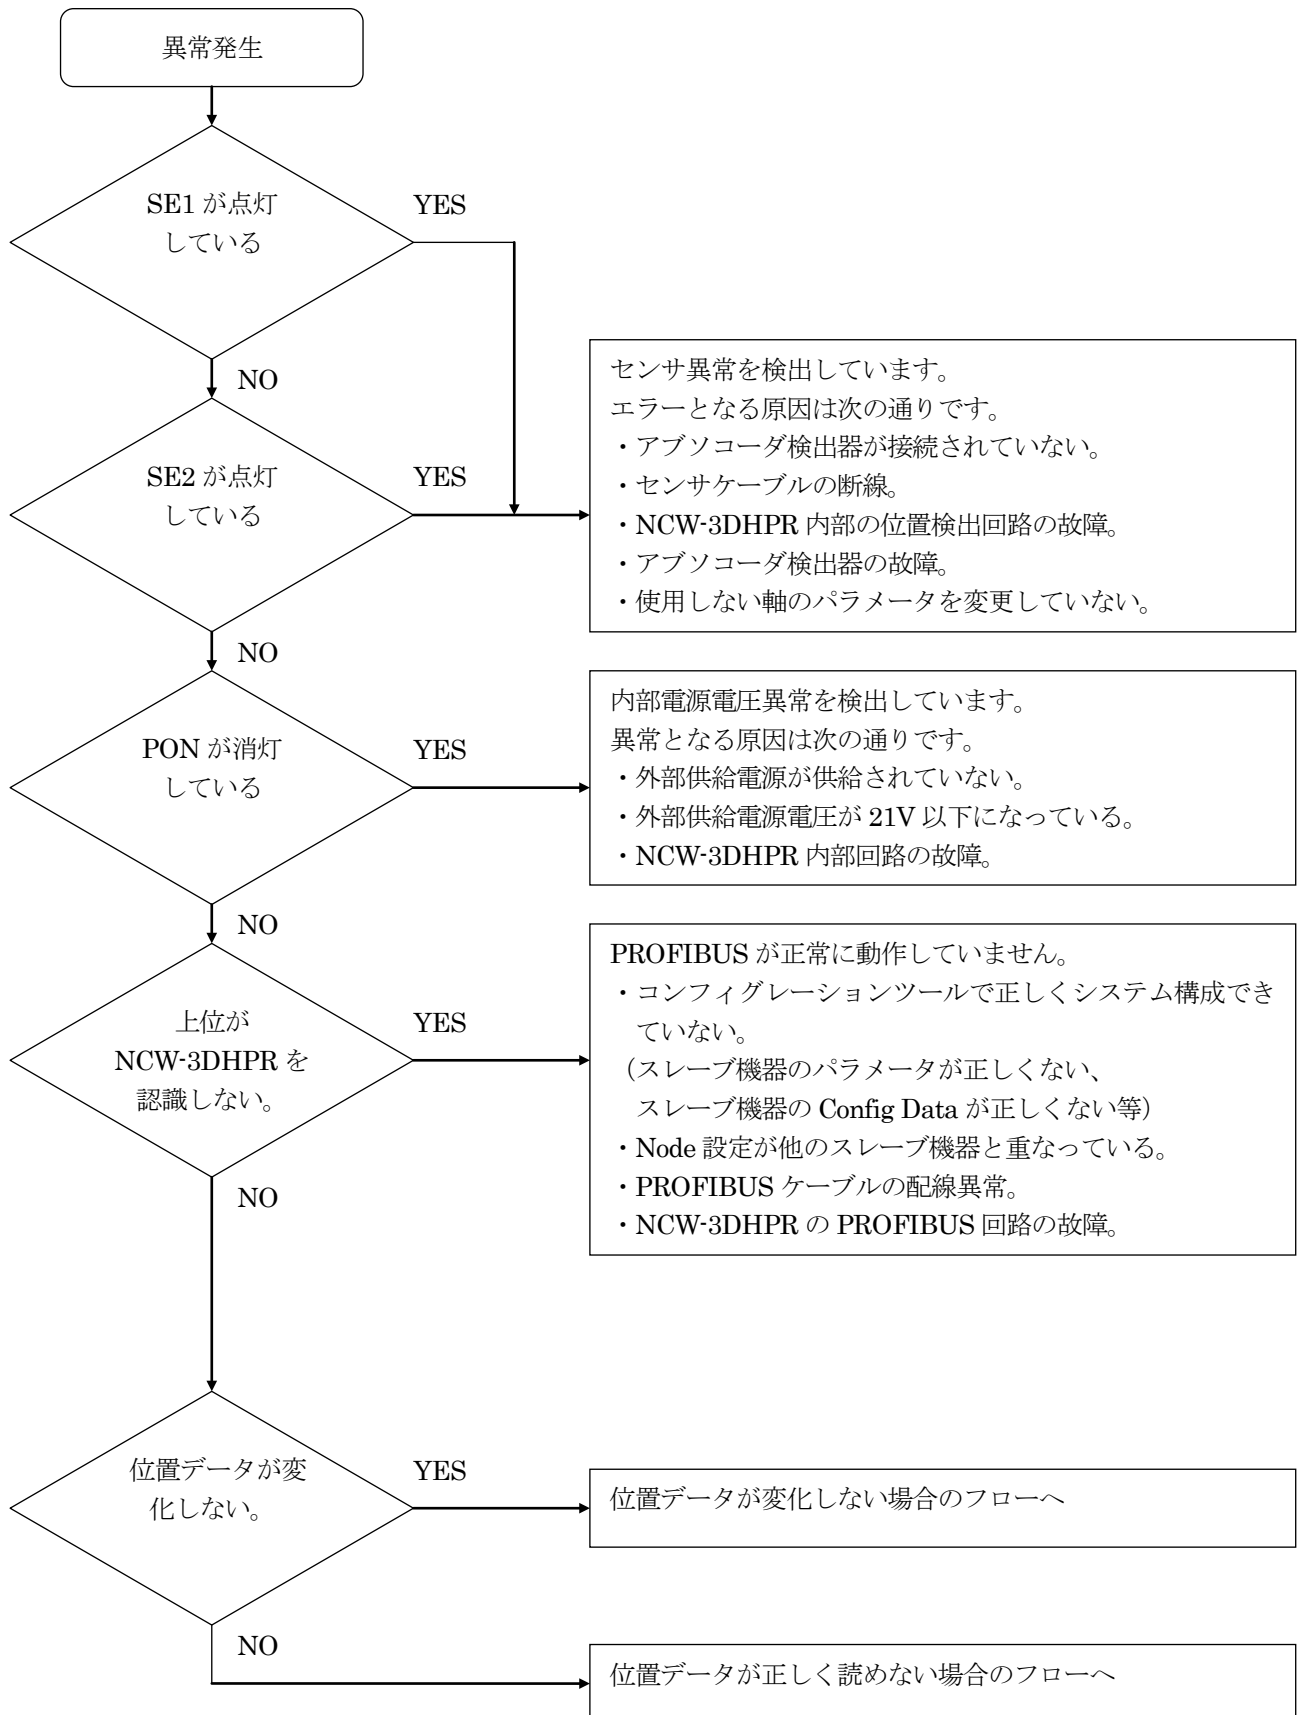 異常発生
SE1 が点灯
している
YES
NO
SE2 が点灯
している
YES
センサ異常を検出しています。
エラーとなる原因は次の通りです。
・アブソコーダ検出器が接続されていない。
・センサケーブルの断線。
・NCW-3DHPR 内部の位置検出回路の故障。
・アブソコーダ検出器の故障。
・使用しない軸のパラメータを変更していない。
NO
PON が消灯
している
YES
内部電源電圧異常を検出しています。
異常となる原因は次の通りです。
・外部供給電源が供給されていない。
・外部供給電源電圧が 21V 以下になっている。
・NCW-3DHPR 内部回路の故障。
NO
上位が
NCW-3DHPR を
認識しない。
YES
PROFIBUS が正常に動作していません。
・コンフィグレーションツールで正しくシステム構成でき
ていない。
（スレーブ機器のパラメータが正しくない、
スレーブ機器の Config Data が正しくない等）
・Node 設定が他のスレーブ機器と重なっている。
・PROFIBUS ケーブルの配線異常。
・NCW-3DHPR の PROFIBUS 回路の故障。
NO
位置データが変
化しない。
YES
位置データが変化しない場合のフローへ
NO
位置データが正しく読めない場合のフローへ